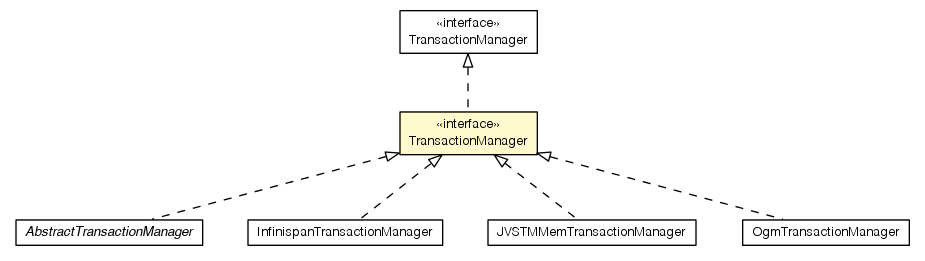 «interface»
TransactionManager
«interface»
TransactionManager
AbstractTransactionManager
InfinispanTransactionManager
JVSTMMemTransactionManager
OgmTransactionManager